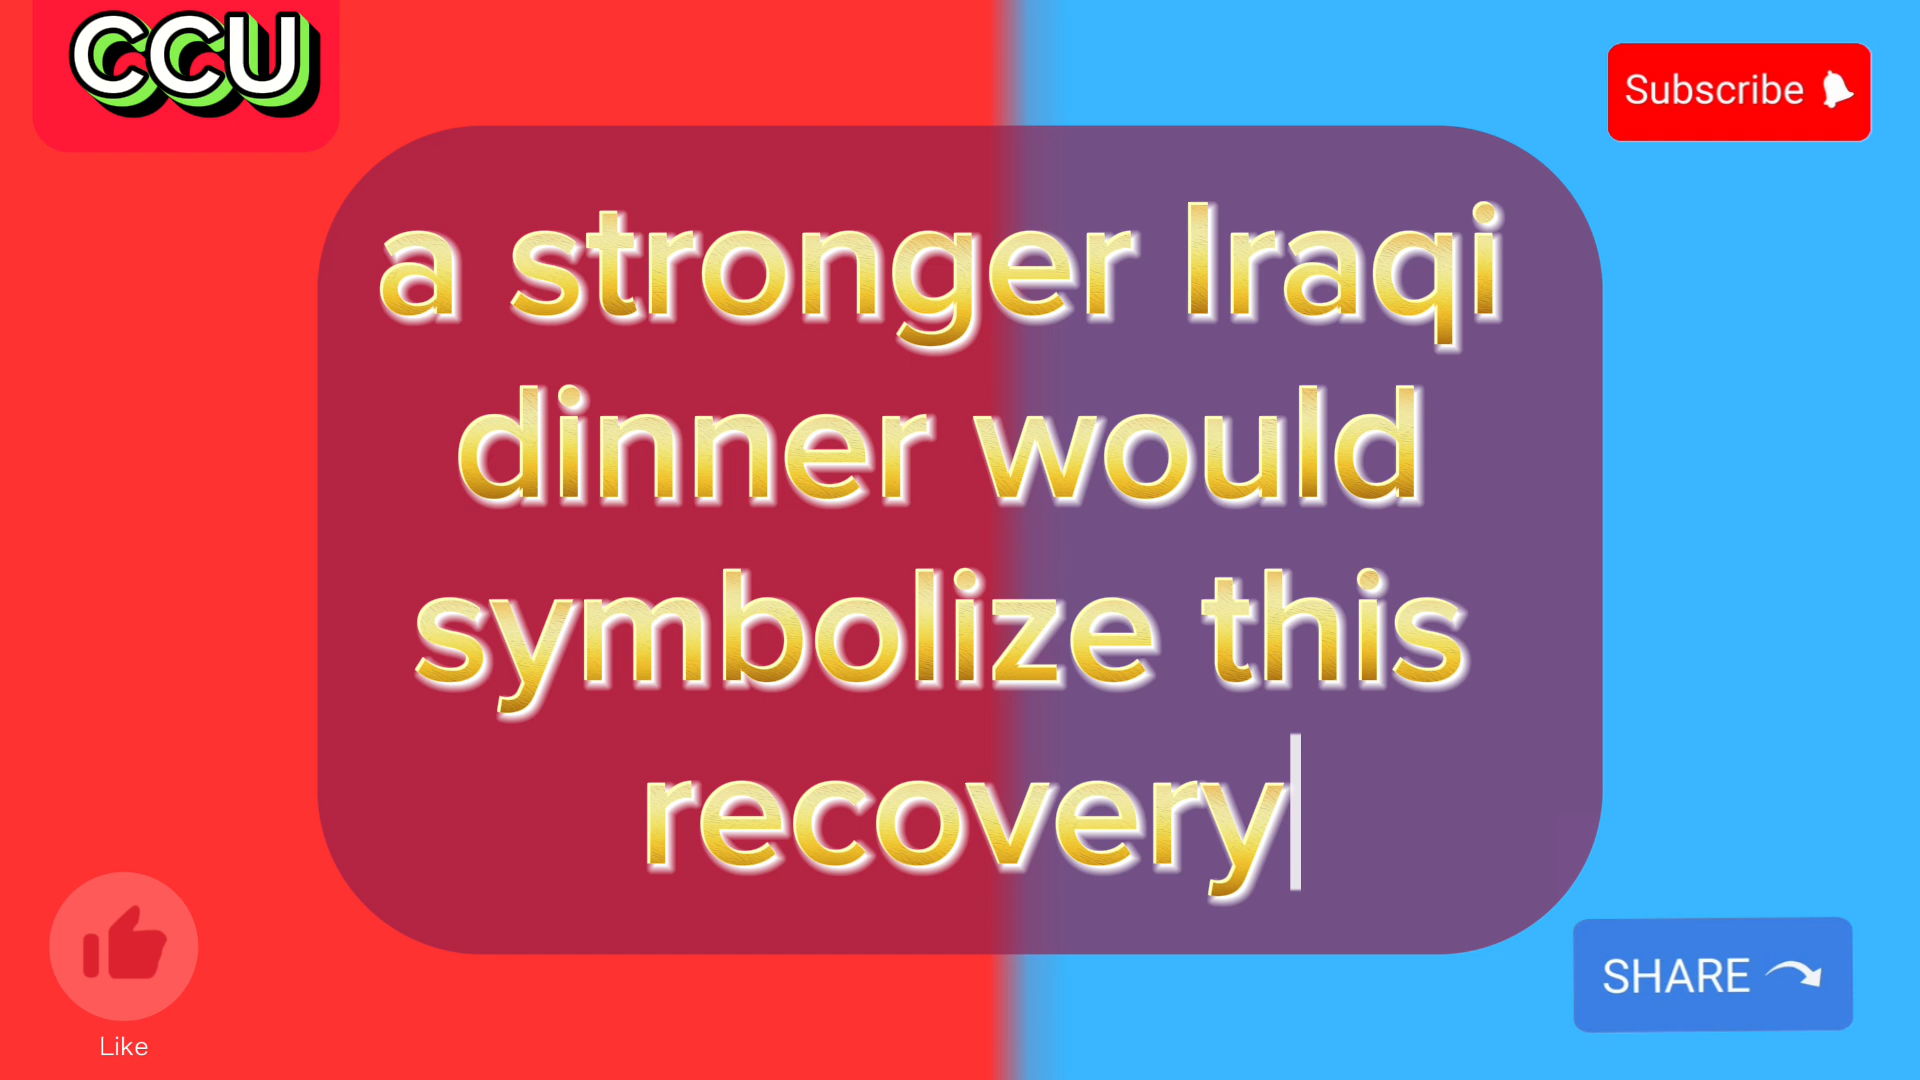 CCU
Subscribe
a stronger Iraqi
dinner would
symbolize this
recovery
SHARE
Like